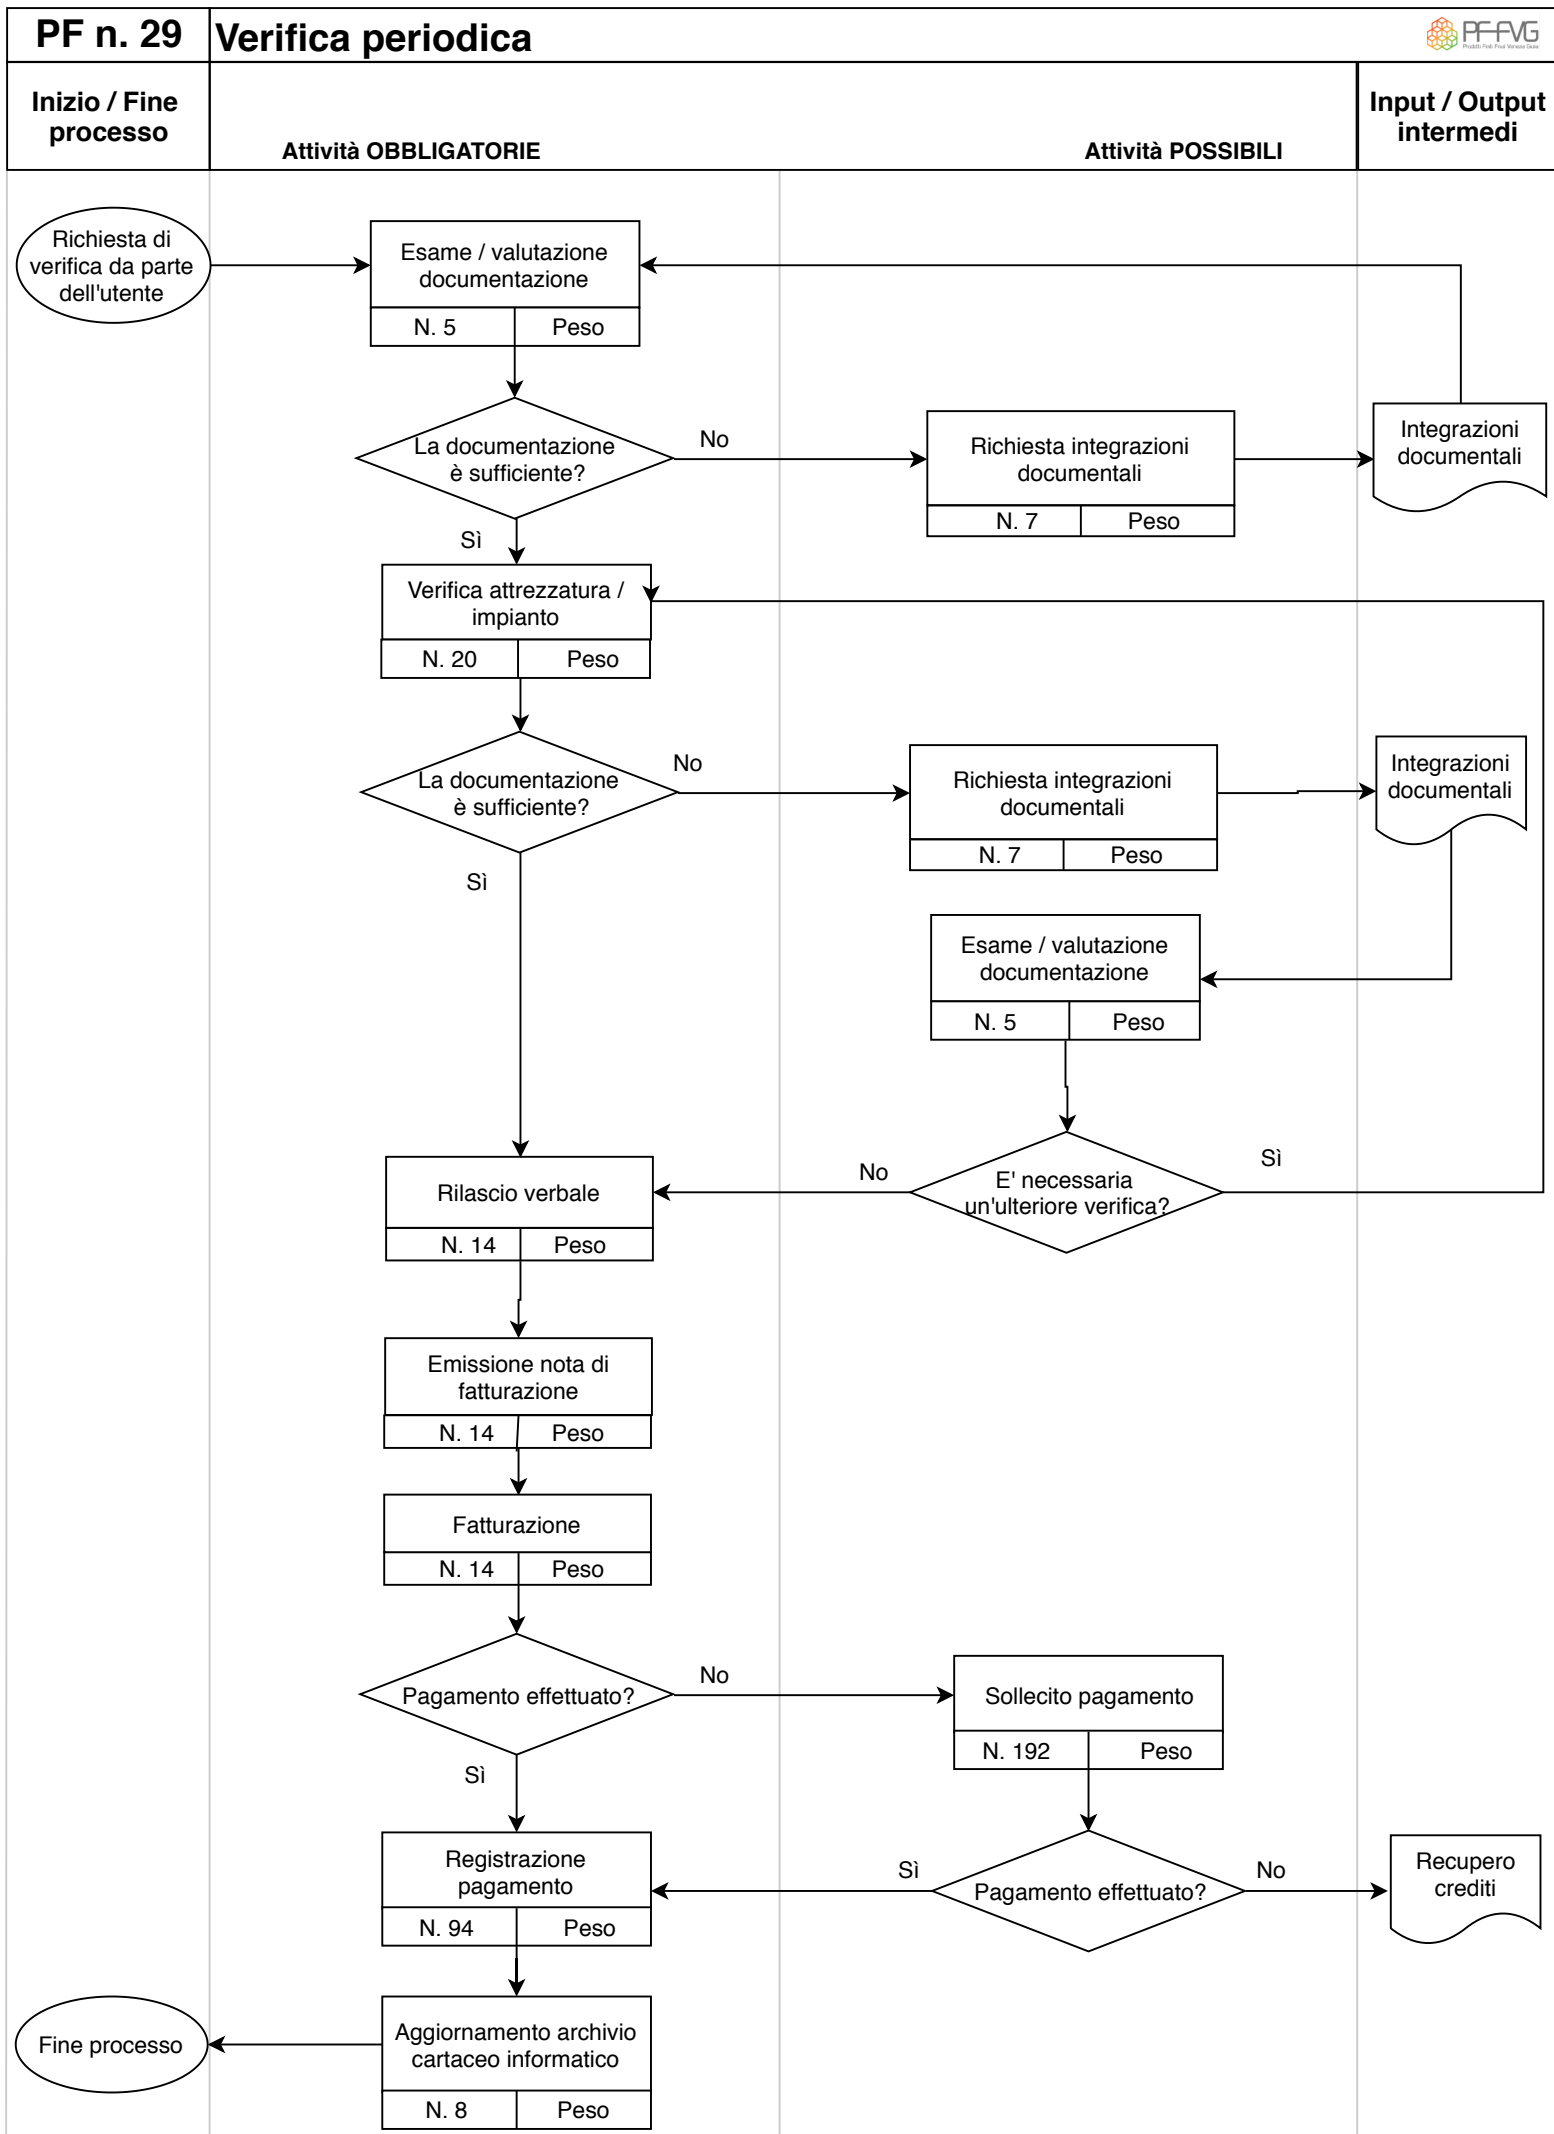 PF n. 29
Verifica periodica
PF-FVG
Prodotti Finiti Friuli Venezia Giulia
Inizio / Fine
processo
Attività OBBLIGATORIE
Attività POSSIBILI
Input / Output
intermedi
Richiesta di
verifica da parte
dell'utente
Esame / valutazione
documentazione
N. 5
Peso
La documentazione
è sufficiente?
No
Richiesta integrazioni
documentali
N. 7
Peso
Integrazioni
documentali
Sì
Verifica attrezzatura /
impianto
N. 20
Peso
La documentazione
è sufficiente?
No
Richiesta integrazioni
documentali
N. 7
Peso
Integrazioni
documentali
Sì
Esame / valutazione
documentazione
N. 5
Peso
E' necessaria
un'ulteriore verifica?
Sì
No
Rilascio verbale
N. 14
Peso
Emissione nota di
fatturazione
N. 14
Peso
Fatturazione
N. 14
Peso
Pagamento effettuato?
No
Sollecito pagamento
N. 192
Peso
Sì
Registrazione
pagamento
N. 94
Peso
Sì
Pagamento effettuato?
No
Recupero
crediti
Fine processo
Aggiornamento archivio
cartaceo informatico
N. 8
Peso